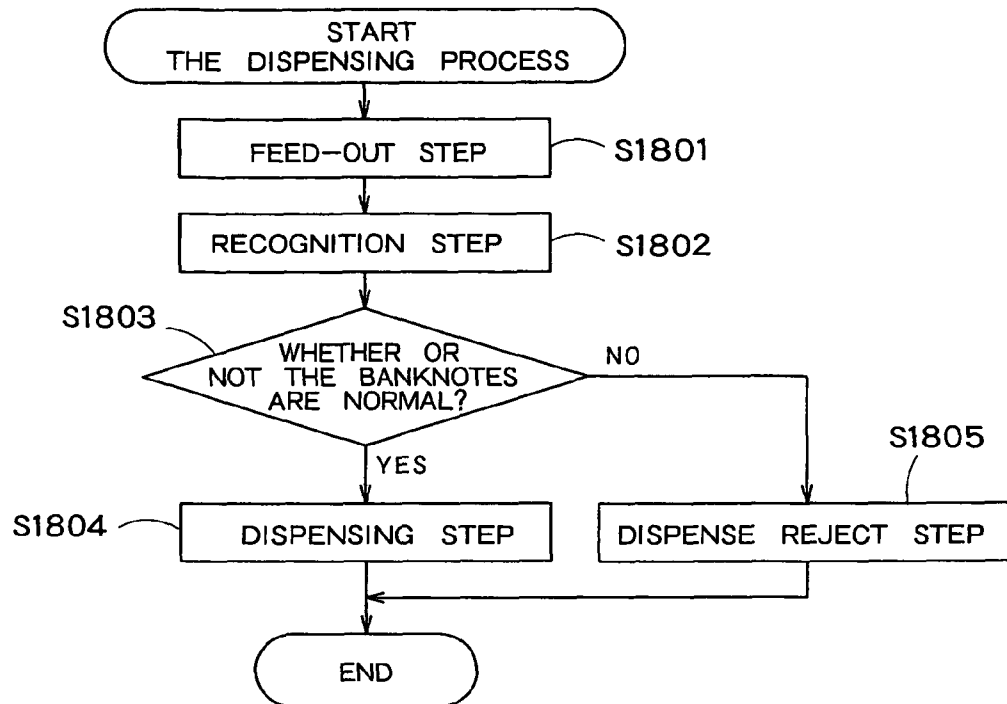 START
THE DISPENSING PROCESS
FEED-OUT STEP
S1801
RECOGNITION STEP
S1802
S1803
WHETHER OR
NOT THE BANKNOTES
ARE NORMAL?
NO
YES
S1805
S1804
DISPENSING STEP
DISPENSE REJECT STEP
END